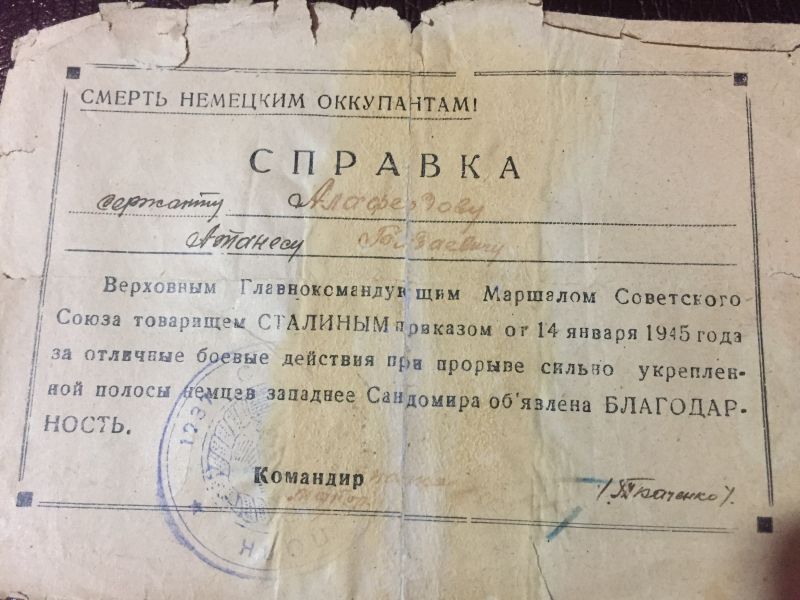 СМЕРТЬ НЕМЕЦКИМ ОККУПАНТАМ!
СПРАВКА
сержанту Алафердову
Атанесу
Верховным Главнокомандующим Маршалом Советского
Союза товарищем СТАЛИНЫМ приказом от 14 января 1945 года
за отличные боевые действия при прорыве сильно укреплен-
ной полосы немцев западнее Сандомира об'явлена БЛАГОДАР-
НОСТЬ.
Командир
/Ткаченко/.
ПОЛК